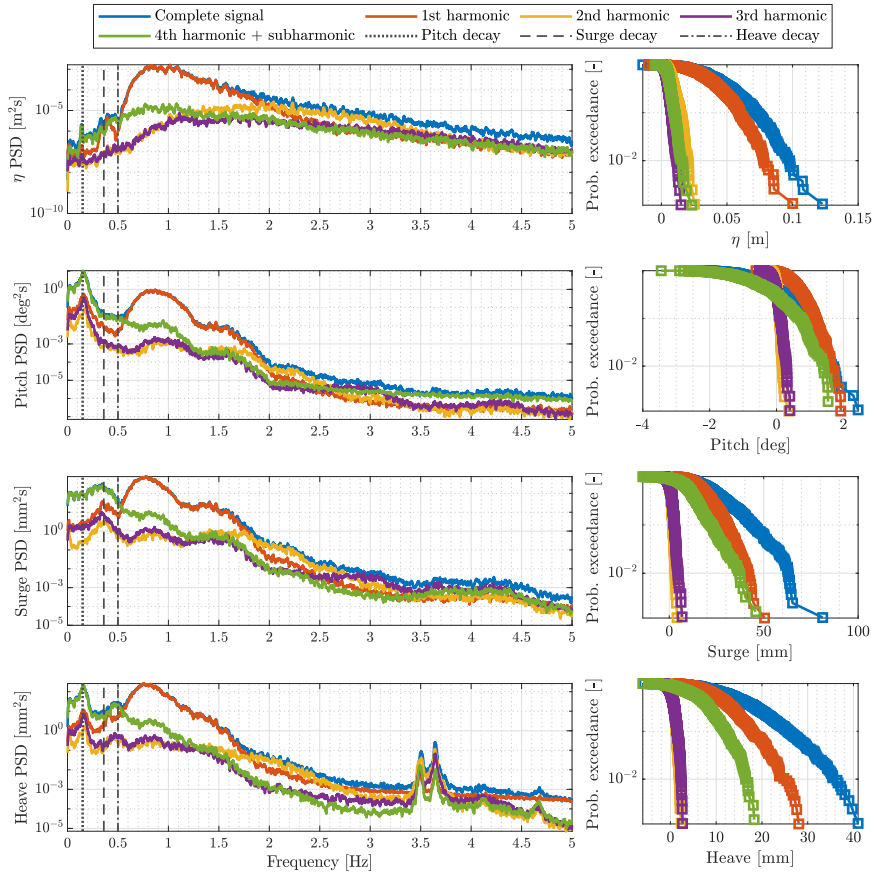 Complete signal 1st harmonic 2nd harmonic 3rd harmonic
4th harmonic + subharmonic Pitch decay Surge decay Heave decay
η PSD [m²s]
10⁻⁵
10⁻¹⁰
0 0.5 1 1.5 2 2.5 3 3.5 4 4.5 5
Prob. exceedance [-]
10⁻²
0 0.05 0.1 0.15
η [m]
Pitch PSD [deg²s]
10⁰
10⁻⁵
0 0.5 1 1.5 2 2.5 3 3.5 4 4.5 5
Prob. exceedance [-]
10⁻²
-4 -2 0 2
Pitch [deg]
Surge PSD [mm²s]
10⁰
10⁻³
10⁻⁵
0 0.5 1 1.5 2 2.5 3 3.5 4 4.5 5
Prob. exceedance [-]
10⁻²
0 50 100
Surge [mm]
Heave PSD [mm²s]
10⁰
10⁻³
10⁻⁵
0 0.5 1 1.5 2 2.5 3 3.5 4 4.5 5
Frequency [Hz]
Prob. exceedance [-]
10⁻²
0 10 20 30 40
Heave [mm]